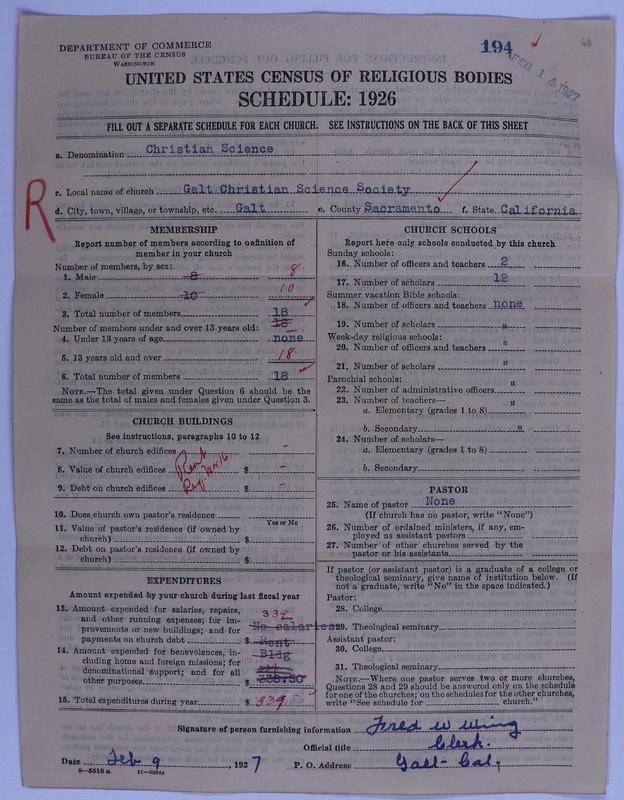 DEPARTMENT OF COMMERCE
BUREAU OF THE CENSUS
WASHINGTON
194
60
FEB 14 1927
UNITED STATES CENSUS OF RELIGIOUS BODIES
SCHEDULE: 1926
FILL OUT A SEPARATE SCHEDULE FOR EACH CHURCH. SEE INSTRUCTIONS ON THE BACK OF THIS SHEET
a. Denomination Christian Science
R
c. Local name of church Galt Christian Science Society
d. City, town, village, or township, etc. Galt e. County Sacramento f. State California
MEMBERSHIP
Report number of members according to definition of
member in your church
Number of members, by sex:
1. Male 8 8
2. Female 10 10
3. Total number of members 18
18
Number of members under and over 13 years old:
4. Under 13 years of age none
5. 13 years old and over 18
6. Total number of members 18
NOTE.—The total given under Question 6 should be the
same as the total of males and females given under Question 3.
CHURCH BUILDINGS
See instructions, paragraphs 10 to 12
7. Number of church edifices -
8. Value of church edifices $ -
9. Debt on church edifices $ -
Rent
10. Does church own pastor's residence
Yes or No
11. Value of pastor's residence (if owned by
church) $
12. Debt on pastor's residence (if owned by
church) $
EXPENDITURES
Amount expended by your church during last fiscal year
13. Amount expended for salaries, repairs,
and other running expenses; for im-
provements or new buildings; and for
payments on church debt $
339
No salaries
Rent
14. Amount expended for benevolences, in-
cluding home and foreign missions; for
denominational support; and for all
other purposes $
Bldg
338.50
15. Total expenditures during year $ 339
CHURCH SCHOOLS
Report here only schools conducted by this church
Sunday schools:
16. Number of officers and teachers 2
17. Number of scholars 12
Summer vacation Bible schools:
18. Number of officers and teachers none
19. Number of scholars "
Week-day religious schools:
20. Number of officers and teachers "
21. Number of scholars "
Parochial schools:
22. Number of administrative officers "
23. Number of teachers—
a. Elementary (grades 1 to 8) "
b. Secondary "
24. Number of scholars—
a. Elementary (grades 1 to 8)
b. Secondary
PASTOR
25. Name of pastor None
(If church has no pastor, write "None")
26. Number of ordained ministers, if any, em-
ployed as assistant pastors
27. Number of other churches served by the
pastor or his assistants
If pastor (or assistant pastor) is a graduate of a college or
theological seminary, give name of institution below. (If
not a graduate, write "No" in the space indicated.)
Pastor:
28. College
29. Theological seminary
Assistant pastor:
30. College
31. Theological seminary
NOTE.—Where one pastor serves two or more churches,
Questions 28 and 29 should be answered only on the schedule
for one of the churches; on the schedules for the other churches,
write "See schedule for church."
Signature of person furnishing information Fred W Wing
Official title Clerk.
Date Feb 9, 1927 P. O. Address Galt-Cal.
8-5518a 11-6034z